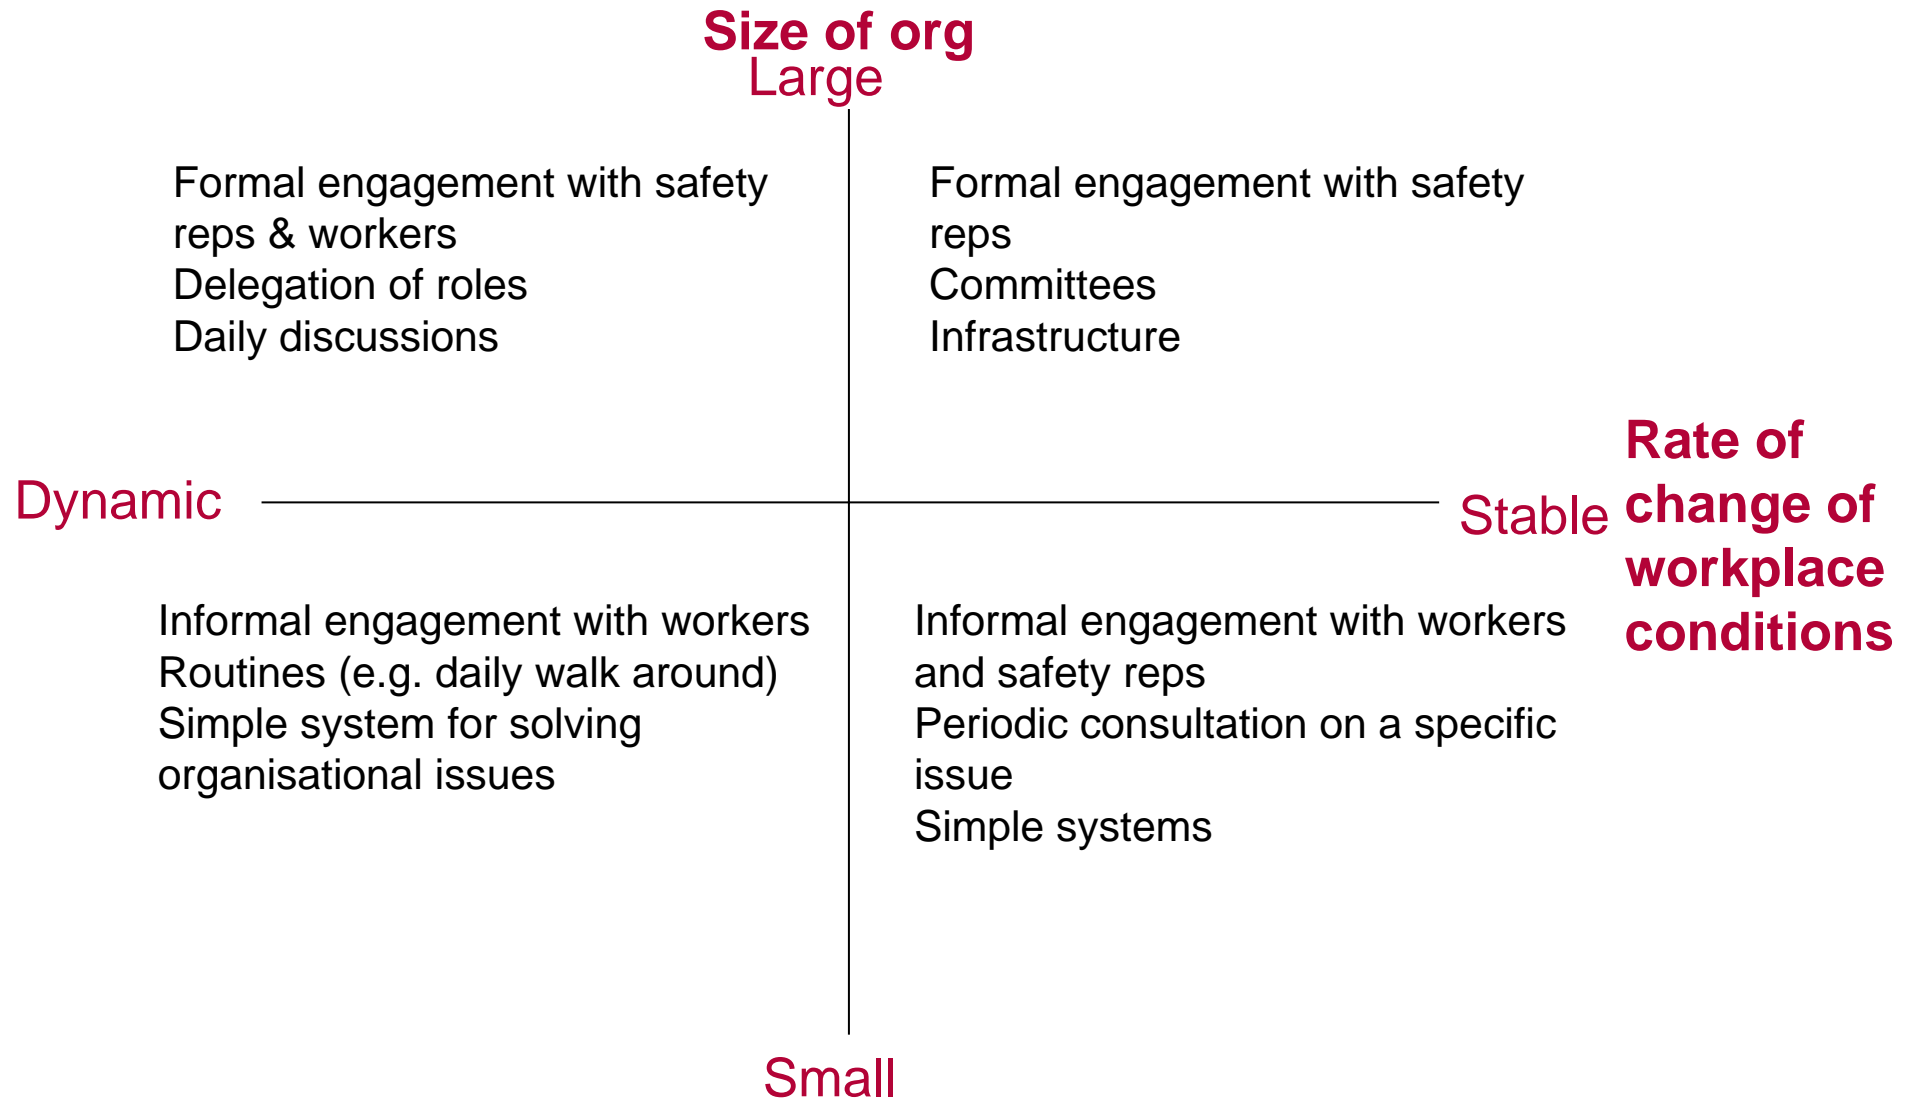 Size of org
Large
Formal engagement with safety
reps & workers
Delegation of roles
Daily discussions
Formal engagement with safety
reps
Committees
Infrastructure
Dynamic
Stable
Rate of
change of
workplace
conditions
Informal engagement with workers
Routines (e.g. daily walk around)
Simple system for solving
organisational issues
Informal engagement with workers
and safety reps
Periodic consultation on a specific
issue
Simple systems
Small